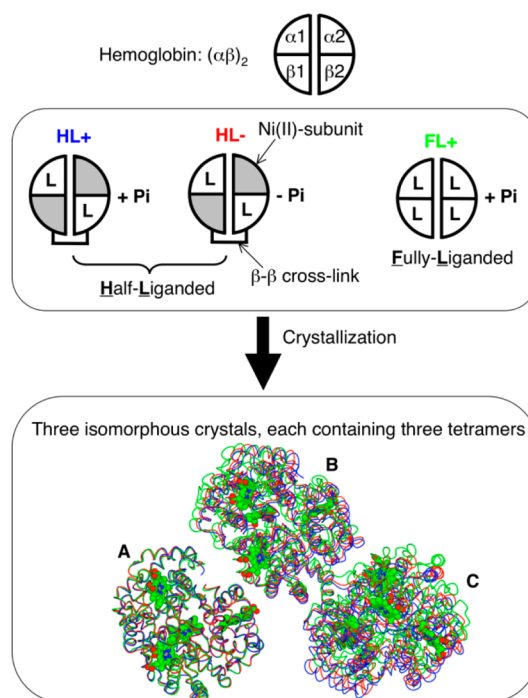 Hemoglobin: (αβ)₂
α1 α2
β1 β2
HL+ HL- Ni(II)-subunit FL+
L L L L
+ Pi - Pi + Pi
L L L L
Fully-Liganded
Half-Liganded β-β cross-link
Crystallization
Three isomorphous crystals, each containing three tetramers
B
A
C